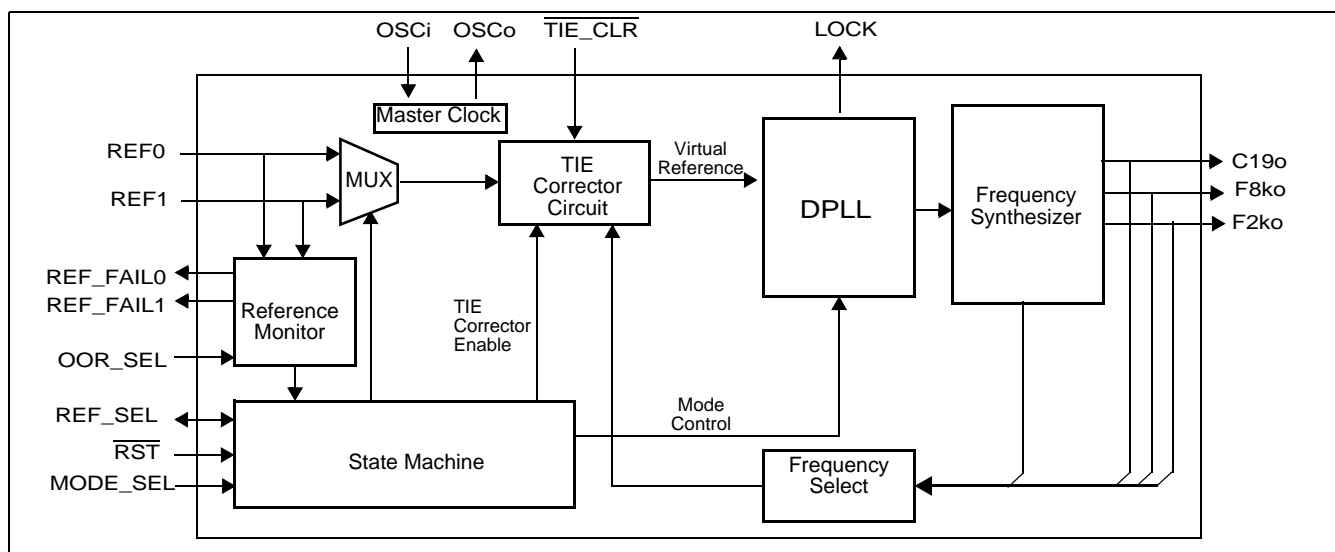 OSCi
OSCo
TIE_CLR
LOCK
Master Clock
REF0
REF1
MUX
TIE
Corrector
Circuit
Virtual
Reference
DPLL
Frequency
Synthesizer
C19o
F8ko
F2ko
REF_FAIL0
REF_FAIL1
OOR_SEL
Reference
Monitor
TIE
Corrector
Enable
REF_SEL
RST
MODE_SEL
State Machine
Mode
Control
Frequency
Select